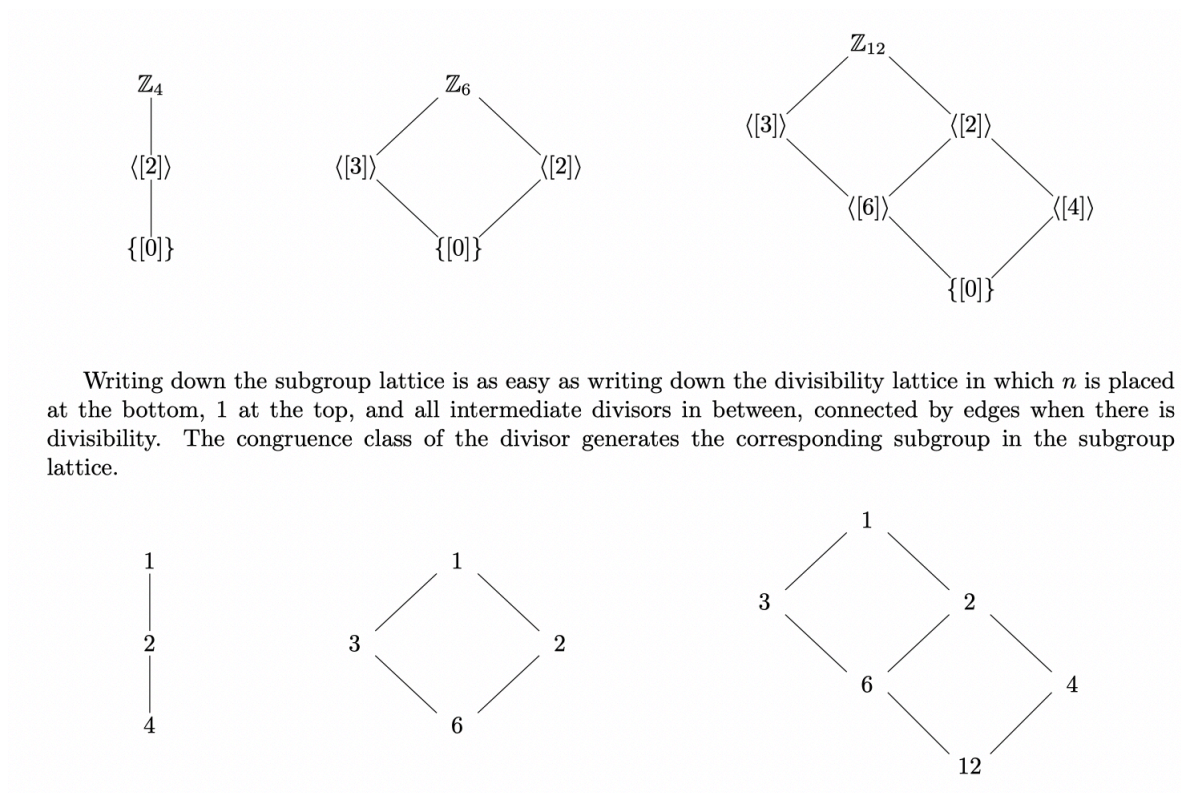 ℤ₁₂
ℤ₄ ℤ₆
⟨[3]⟩ ⟨[2]⟩
⟨[2]⟩ ⟨[3]⟩ ⟨[2]⟩
⟨[6]⟩ ⟨[4]⟩
{[0]} {[0]}
{[0]}
Writing down the subgroup lattice is as easy as writing down the divisibility lattice in which n is placed
at the bottom, 1 at the top, and all intermediate divisors in between, connected by edges when there is
divisibility. The congruence class of the divisor generates the corresponding subgroup in the subgroup
lattice.
1
1 1
3 2
2 3 2
6 4
4 6
12